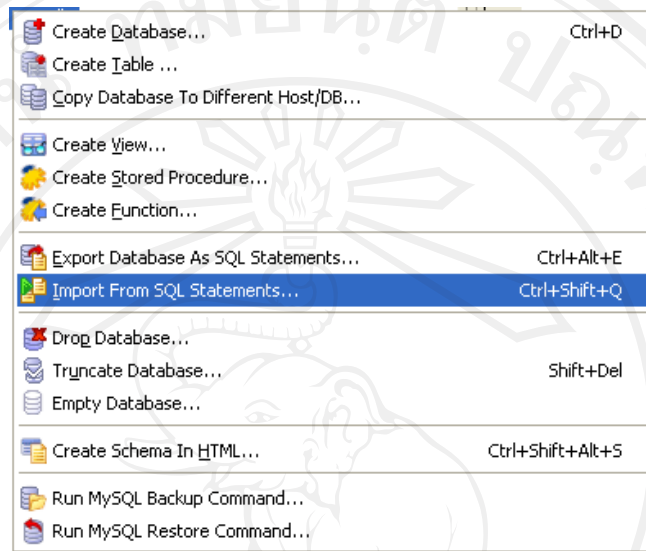 Create Database... Ctrl+D
Create Table ...
Copy Database To Different Host/DB...
Create View...
Create Stored Procedure...
Create Function...
Export Database As SQL Statements... Ctrl+Alt+E
Import From SQL Statements... Ctrl+Shift+Q
Drop Database...
Truncate Database... Shift+Del
Empty Database...
Create Schema In HTML... Ctrl+Shift+Alt+S
Run MySQL Backup Command...
Run MySQL Restore Command...